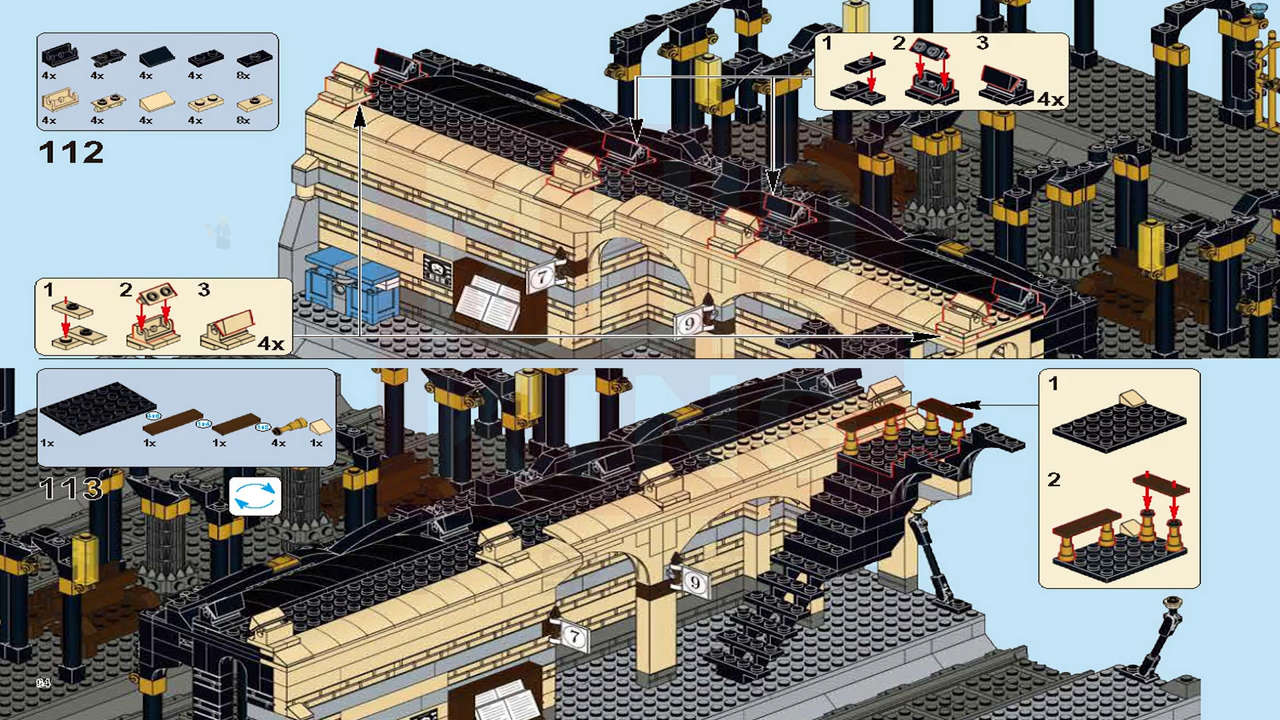 4x 4x 4x 4x 8x
4x 4x 4x 4x 8x
112
1 2 3
4x
1 2 3
4x
7
9
1x 1x 1x 4x 1x
113
1
2
9
7
84